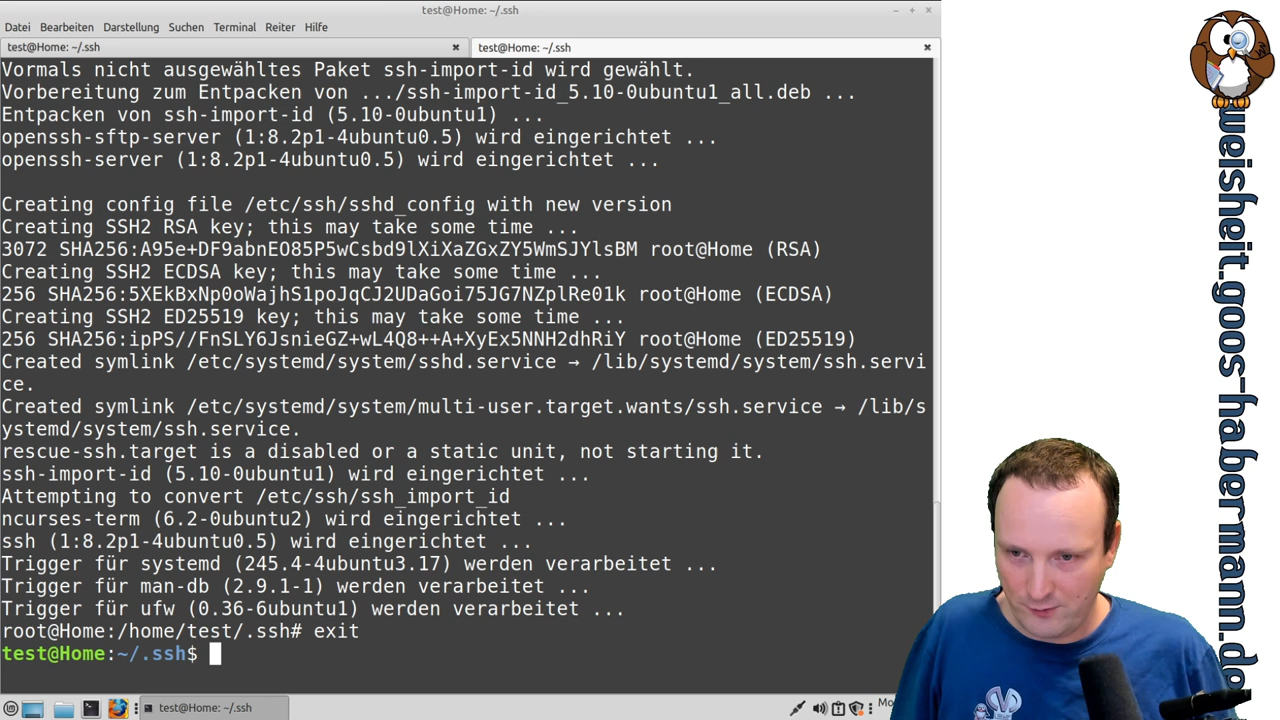 test@Home: ~/.ssh
Datei Bearbeiten Darstellung Suchen Terminal Reiter Hilfe
test@Home: ~/.ssh
test@Home: ~/.ssh
Vormals nicht ausgewähltes Paket ssh-import-id wird gewählt.
Vorbereitung zum Entpacken von .../ssh-import-id_5.10-0ubuntu1_all.deb ...
Entpacken von ssh-import-id (5.10-0ubuntu1) ...
openssh-sftp-server (1:8.2p1-4ubuntu0.5) wird eingerichtet ...
openssh-server (1:8.2p1-4ubuntu0.5) wird eingerichtet ...
Creating config file /etc/ssh/sshd_config with new version
Creating SSH2 RSA key; this may take some time ...
3072 SHA256:A95e+DF9abnEO85P5wCsbd9lXiXaZGxZY5WmSJYlsBM root@Home (RSA)
Creating SSH2 ECDSA key; this may take some time ...
256 SHA256:5XEkBxNp0oWajhS1poJqCJ2UDaGoi75JG7NZplRe01k root@Home (ECDSA)
Creating SSH2 ED25519 key; this may take some time ...
256 SHA256:ipPS//FnSLY6JsnieGZ+wL4Q8++A+XyEx5NNH2dhRiY root@Home (ED25519)
Created symlink /etc/systemd/system/sshd.service → /lib/systemd/system/ssh.servi
ce.
Created symlink /etc/systemd/system/multi-user.target.wants/ssh.service → /lib/s
ystemd/system/ssh.service.
rescue-ssh.target is a disabled or a static unit, not starting it.
ssh-import-id (5.10-0ubuntu1) wird eingerichtet ...
Attempting to convert /etc/ssh/ssh_import_id
ncurses-term (6.2-0ubuntu2) wird eingerichtet ...
ssh (1:8.2p1-4ubuntu0.5) wird eingerichtet ...
Trigger für systemd (245.4-4ubuntu3.17) werden verarbeitet ...
Trigger für man-db (2.9.1-1) werden verarbeitet ...
Trigger für ufw (0.36-6ubuntu1) werden verarbeitet ...
root@Home:/home/test/.ssh# exit
test@Home:~/.ssh$
test@Home: ~/.ssh
Mo
weisheit.goos-habermann.de